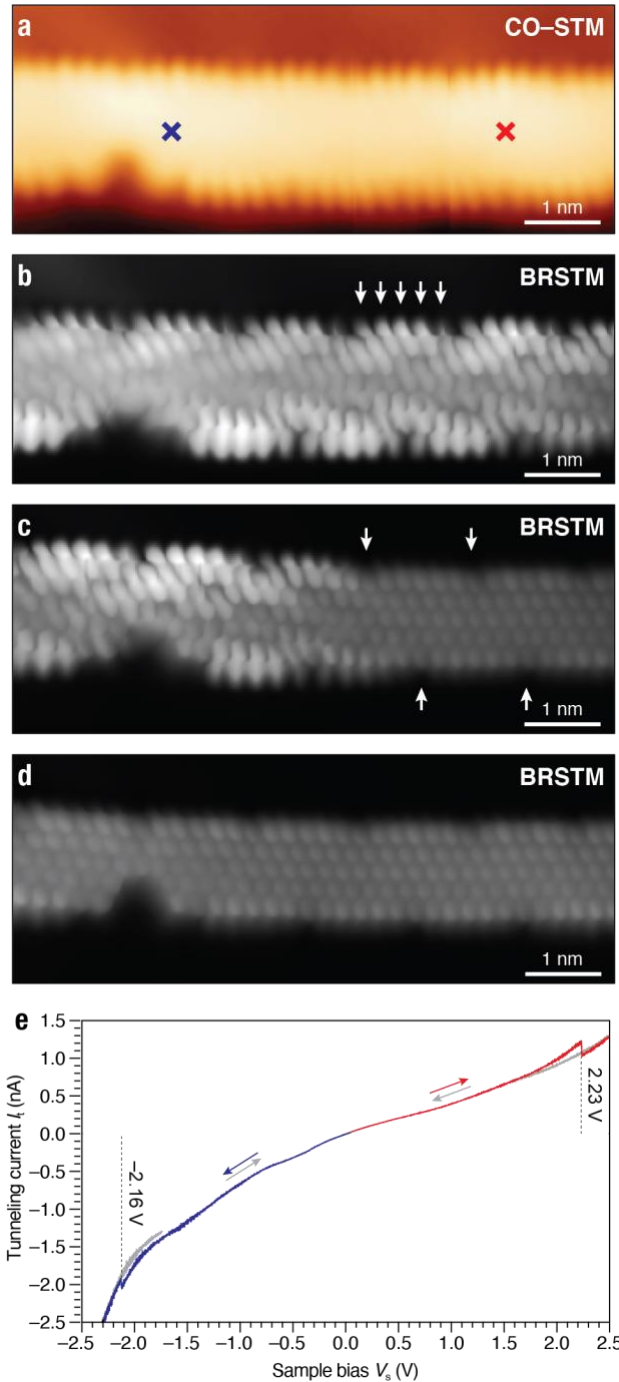 a
CO–STM
1 nm
b
BRSTM
1 nm
c
BRSTM
1 nm
d
BRSTM
1 nm
e
1.5
1.0
0.5
0.0
−0.5
−1.0
−1.5
−2.0
−2.5
Tunneling current It (nA)
−2.16 V
2.23 V
−2.5 −2.0 −1.5 −1.0 −0.5 0.0 0.5 1.0 1.5 2.0 2.5
Sample bias Vs (V)